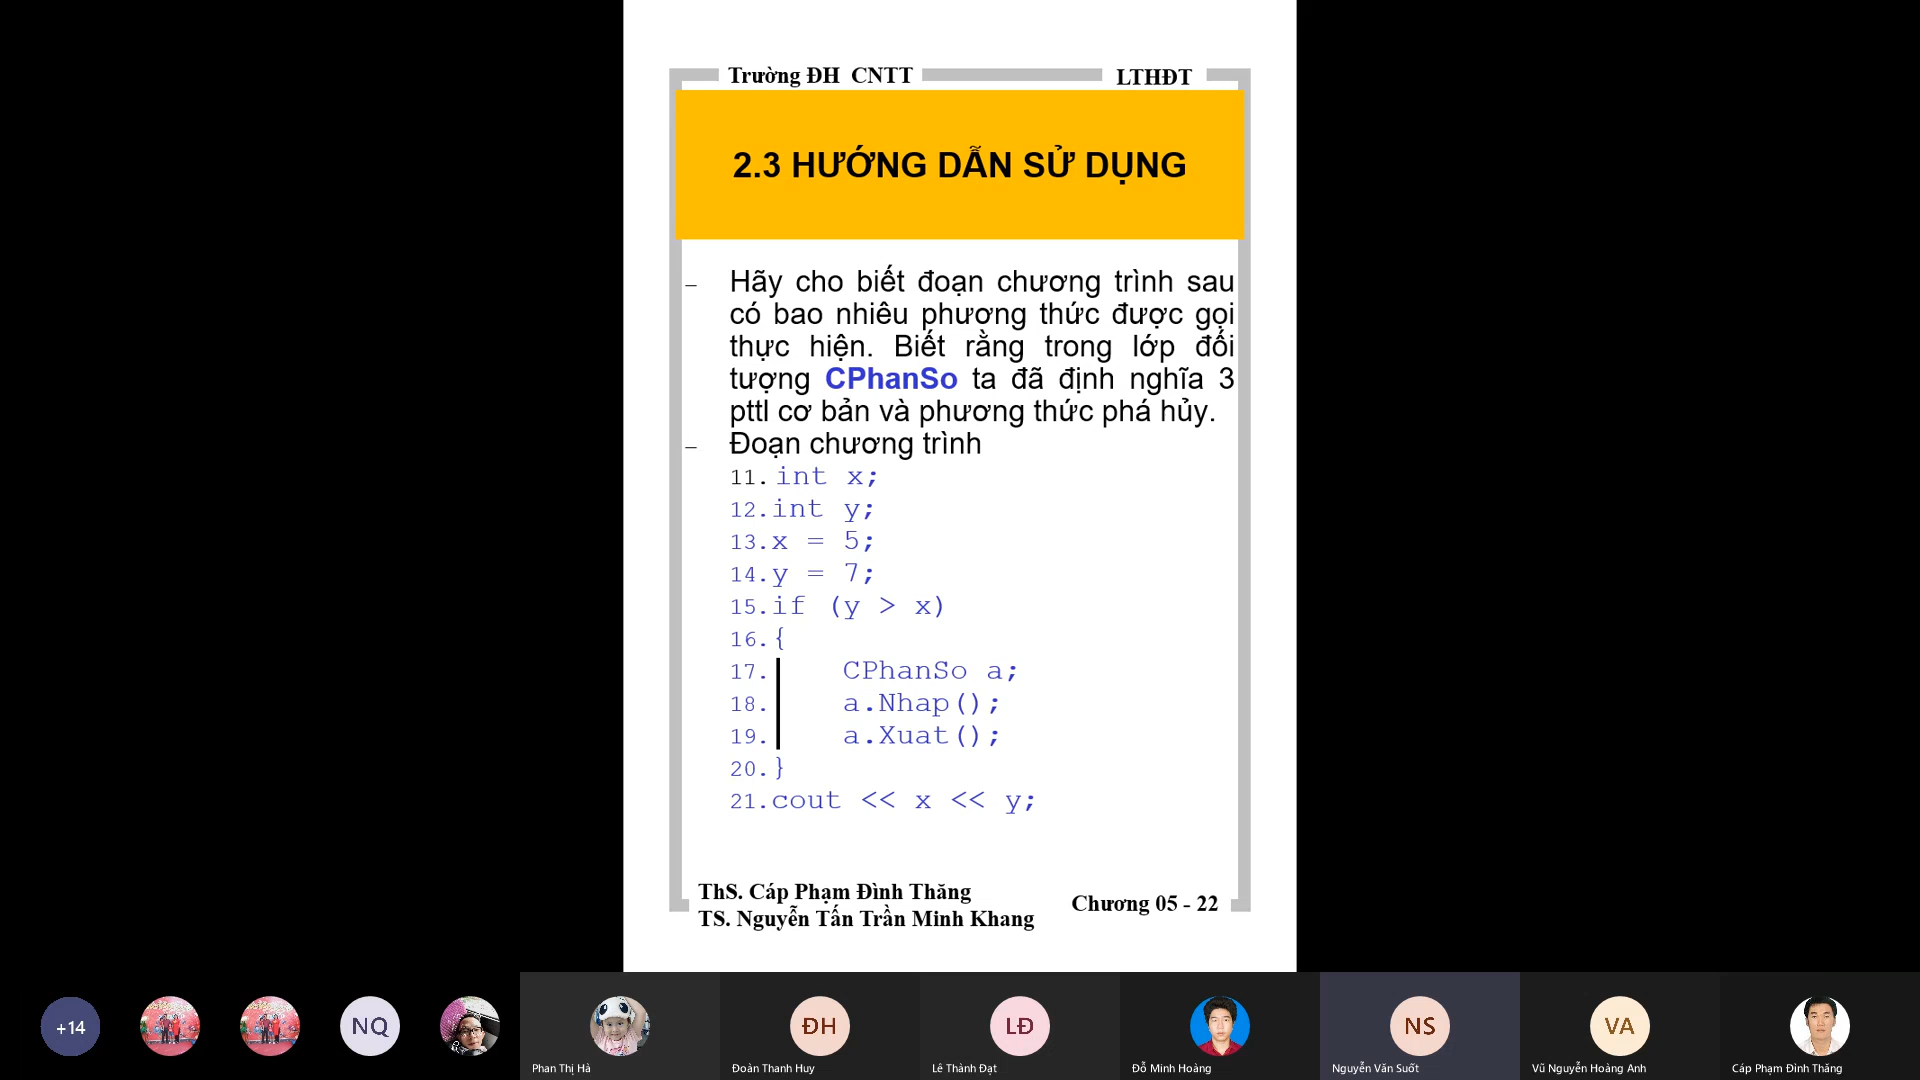 Trường ĐH CNTT
LTHĐT
2.3 HƯỚNG DẪN SỬ DỤNG
– Hãy cho biết đoạn chương trình sau
có bao nhiêu phương thức được gọi
thực hiện. Biết rằng trong lớp đối
tượng CPhanSo ta đã định nghĩa 3
pttl cơ bản và phương thức phá hủy.
– Đoạn chương trình
11. int x;
12. int y;
13. x = 5;
14. y = 7;
15. if (y > x)
16. {
17. CPhanSo a;
18. a.Nhap();
19. a.Xuat();
20. }
21. cout << x << y;
ThS. Cáp Phạm Đình Thăng
TS. Nguyễn Tấn Trần Minh Khang
Chương 05 - 22
+14
NQ
ĐH
LĐ
NS
VA
Phan Thị Hà
Đoàn Thanh Huy
Lê Thành Đạt
Đỗ Minh Hoàng
Nguyễn Văn Suốt
Vũ Nguyễn Hoàng Anh
Cáp Phạm Đình Thăng